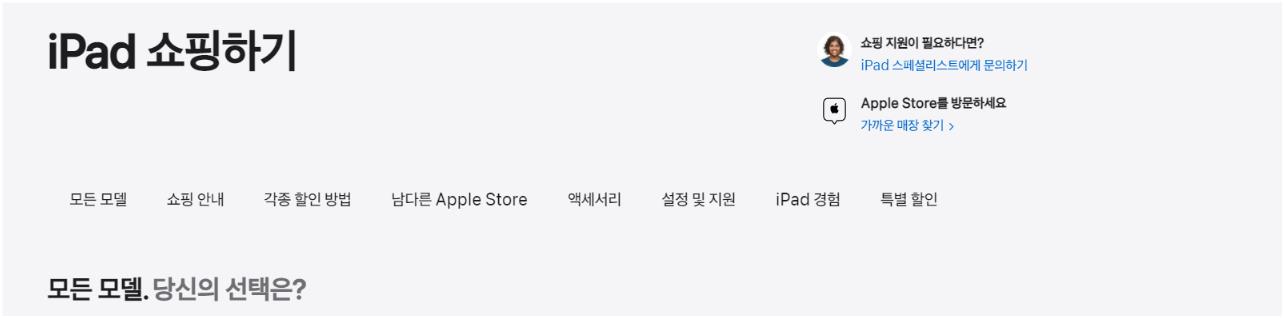 iPad 쇼핑하기
쇼핑 지원이 필요하다면?
iPad 스페셜리스트에게 문의하기
Apple Store를 방문하세요
가까운 매장 찾기 >
모든 모델 쇼핑 안내 각종 할인 방법 남다른 Apple Store 액세서리 설정 및 지원 iPad 경험 특별 할인
모든 모델. 당신의 선택은?